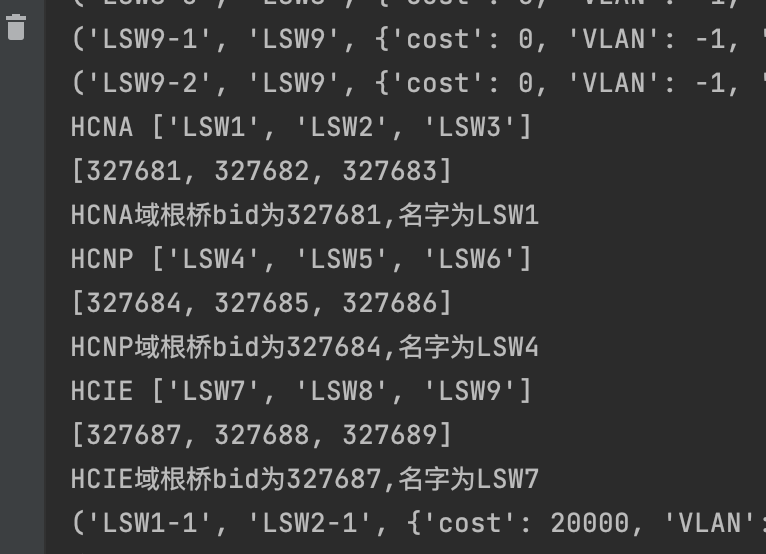 ('LSW9-1', 'LSW9', {'cost': 0, 'VLAN': -1, '
('LSW9-2', 'LSW9', {'cost': 0, 'VLAN': -1, '
HCNA ['LSW1', 'LSW2', 'LSW3']
[327681, 327682, 327683]
HCNA域根桥bid为327681,名字为LSW1
HCNP ['LSW4', 'LSW5', 'LSW6']
[327684, 327685, 327686]
HCNP域根桥bid为327684,名字为LSW4
HCIE ['LSW7', 'LSW8', 'LSW9']
[327687, 327688, 327689]
HCIE域根桥bid为327687,名字为LSW7
('LSW1-1', 'LSW2-1', {'cost': 20000, 'VLAN':